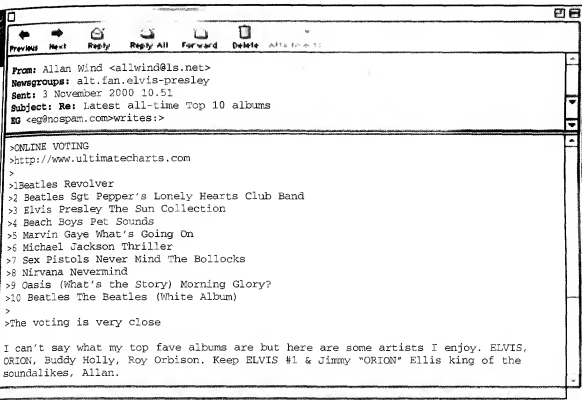 Previous Next Reply Reply All Forward Delete
From: Allan Wind <allwind@ls.net>
Newsgroups: alt.fan.elvis-presley
Sent: 3 November 2000 10.51
Subject: Re: Latest all-time Top 10 albums
EG <eg@nospam.com>writes:>
>ONLINE VOTING
>http://www.ultimatecharts.com
>
>1Beatles Revolver
>2 Beatles Sgt Pepper's Lonely Hearts Club Band
>3 Elvis Presley The Sun Collection
>4 Beach Boys Pet Sounds
>5 Marvin Gaye What's Going On
>6 Michael Jackson Thriller
>7 Sex Pistols Never Mind The Bollocks
>8 Nirvana Nevermind
>9 Oasis (What's the Story) Morning Glory?
>10 Beatles The Beatles (White Album)
>
>The voting is very close
I can't say what my top fave albums are but here are some artists I enjoy. ELVIS,
ORION, Buddy Holly, Roy Orbison. Keep ELVIS #1 & Jimmy "ORION" Ellis king of the
soundalikes, Allan.